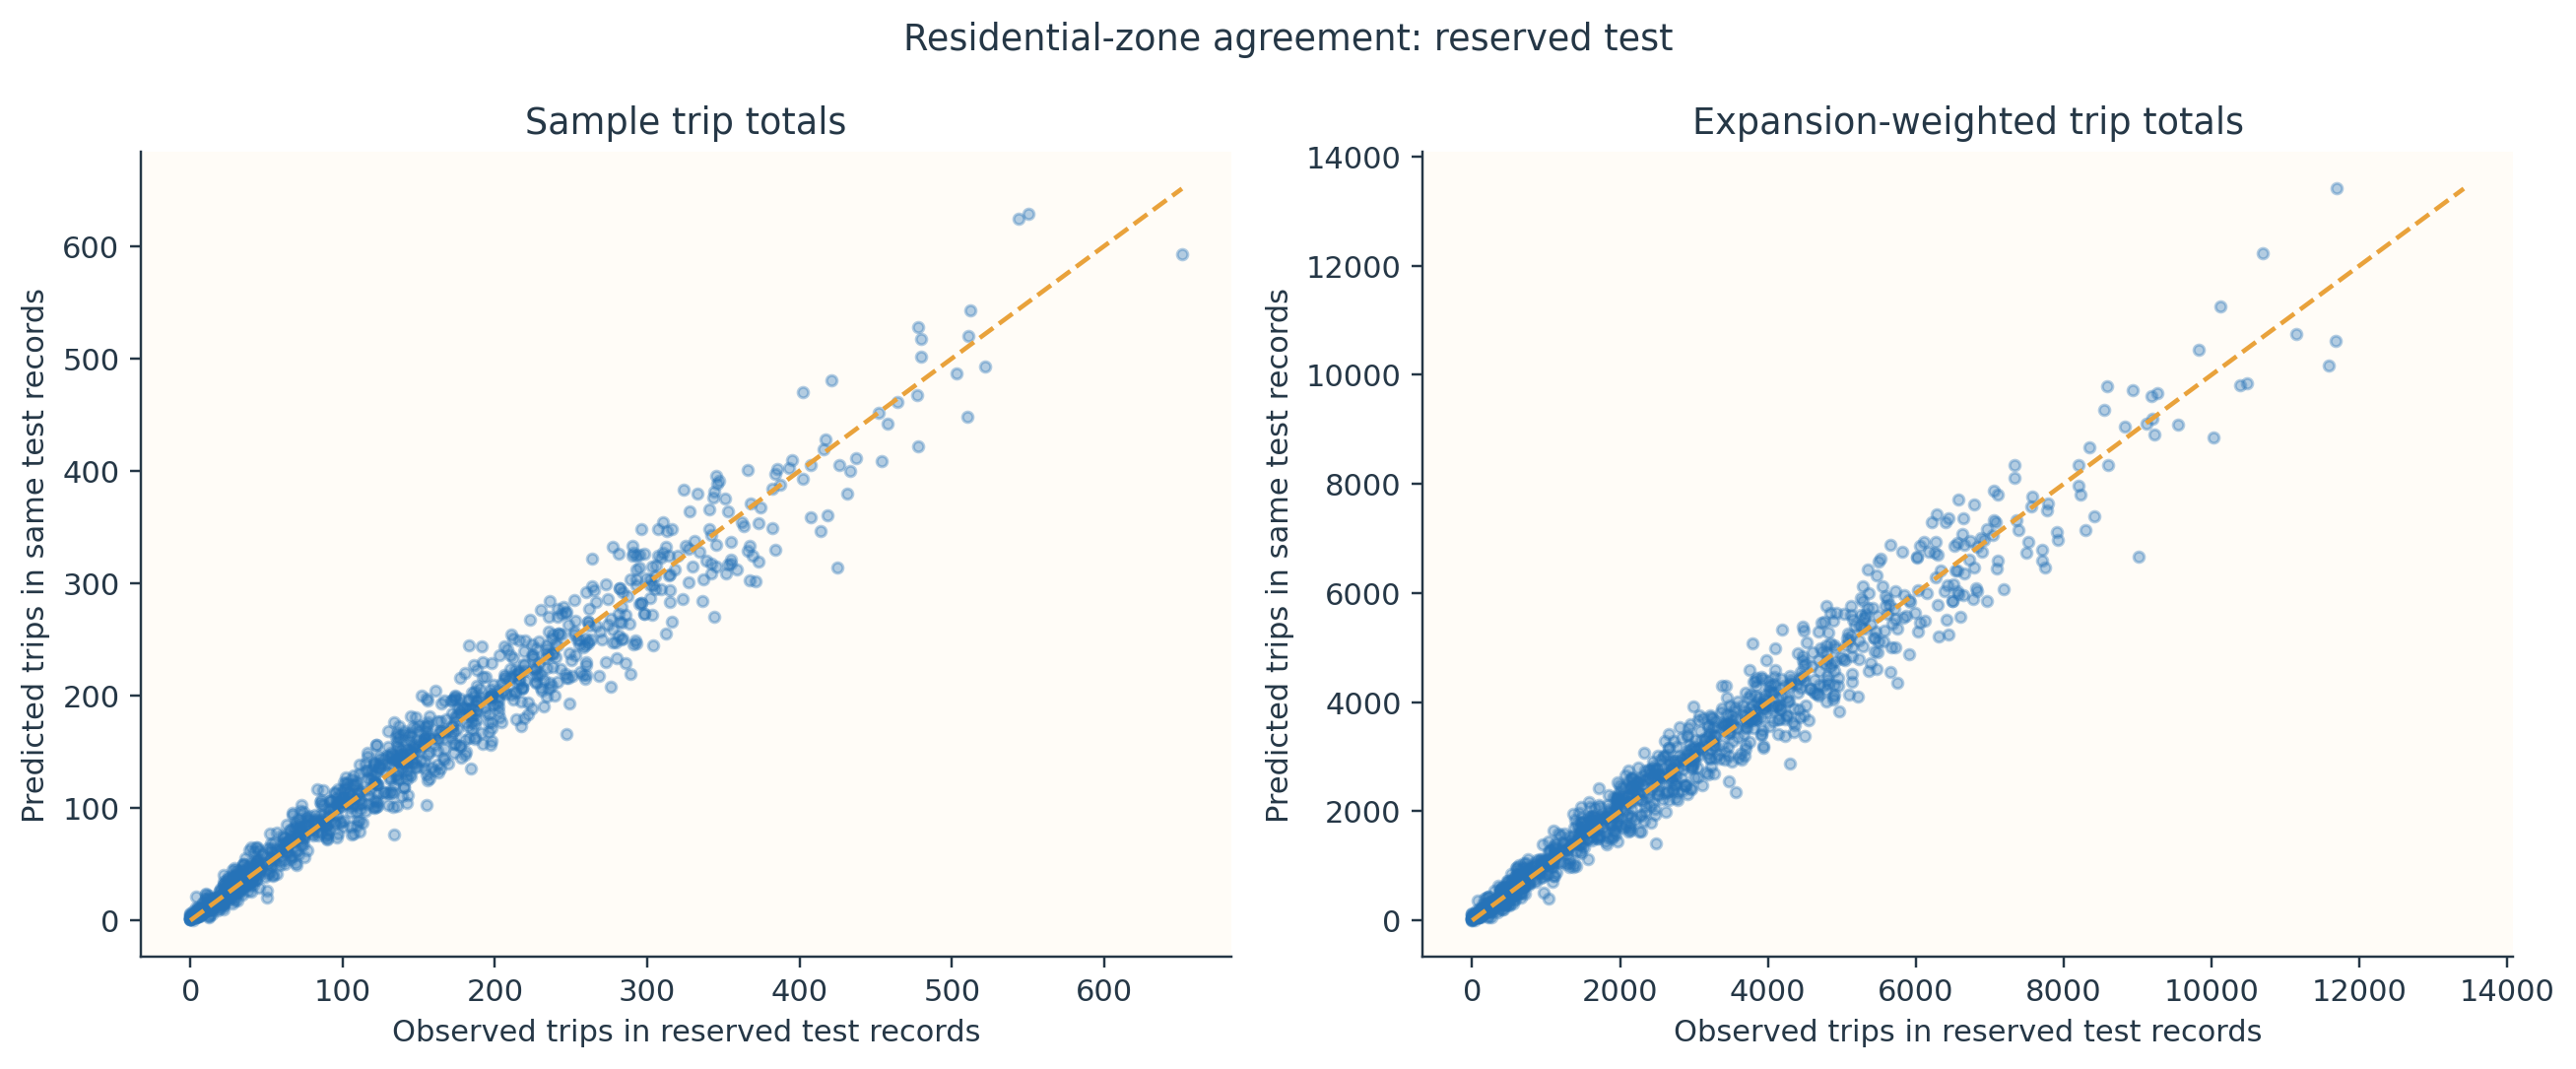 Residential-zone agreement: reserved test
Sample trip totals
Predicted trips in same test records
600
500
400
300
200
100
0
0 100 200 300 400 500 600
Observed trips in reserved test records
Expansion-weighted trip totals
Predicted trips in same test records
14000
12000
10000
8000
6000
4000
2000
0
0 2000 4000 6000 8000 10000 12000 14000
Observed trips in reserved test records